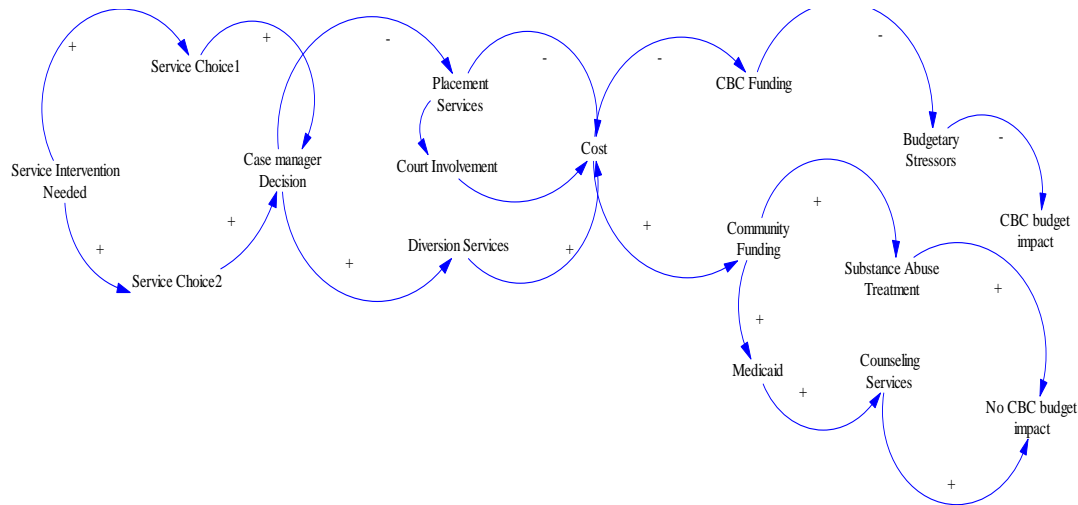 +
Service Choice1
+
-
Placement
Services
-
-
CBC Funding
-
Budgetary
Stressors
-
CBC budget
impact
Service Intervention
Needed
Case manager
Decision
Court Involvement
Cost
+
Service Choice2
+
+
Diversion Services
+
+
Community
Funding
+
Substance Abuse
Treatment
+
+
Medicaid
+
Counseling
Services
+
No CBC budget
impact